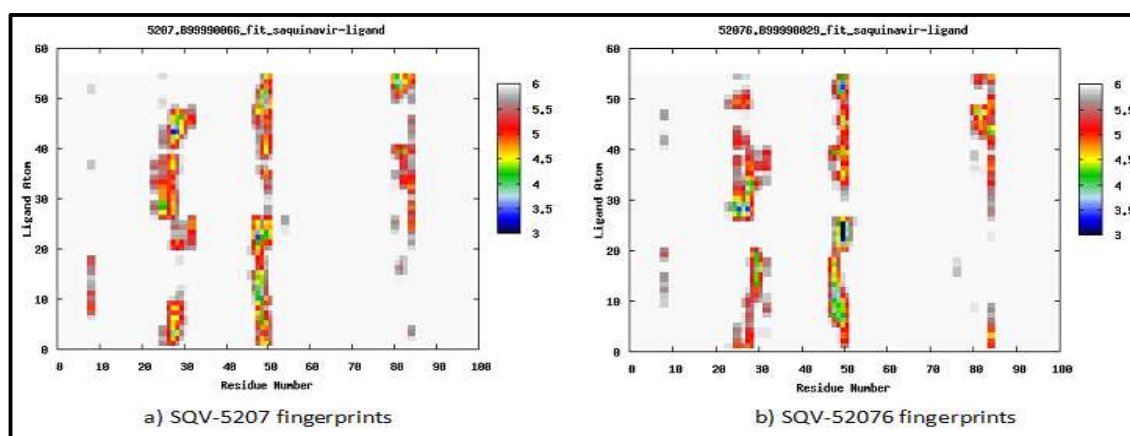 5207.B99990066_fit_saquinavir-ligand
60
50
40
30
20
10
0
Ligand Atom
0 10 20 30 40 50 60 70 80 90 100
Residue Number
6
5.5
5
4.5
4
3.5
3
a) SQV-5207 fingerprints
52076.B99990029_fit_saquinavir-ligand
60
50
40
30
20
10
0
Ligand Atom
0 10 20 30 40 50 60 70 80 90 100
Residue Number
6
5.5
5
4.5
4
3.5
3
b) SQV-52076 fingerprints